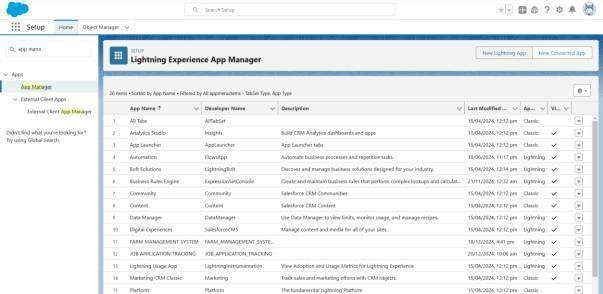 Search Setup
Setup
Home
Object Manager
app mana
Apps
App Manager
External Client Apps
External Client App Manager
Didn't find what you're looking for?
Try using Global Search.
SETUP
Lightning Experience App Manager
New Lightning App
New Connected App
26 items • Sorted by App Name • Filtered by All appmenuitems - TabSet Type, App Type
App Name ↑ Developer Name Description Last Modified ... Ap... Vi...
1 All Tabs AllTabSet 15/04/2024, 12:12 pm Classic
2 Analytics Studio Insights Build CRM Analytics dashboards and apps 15/04/2024, 12:12 pm Classic ✓
3 App Launcher AppLauncher App Launcher tabs 15/04/2024, 12:12 pm Classic ✓
4 Automation FlowsApp Automate business processes and repetitive tasks. 15/06/2024, 11:17 pm Lightning ✓
5 Bolt Solutions LightningBolt Discover and manage business solutions designed for your industry. 15/04/2024, 12:14 pm Lightning ✓
6 Business Rules Engine ExpressionSetConsole Create and maintain business rules that perform complex lookups and calculat... 21/11/2024, 12:32 am Lightning ✓
7 Community Community Salesforce CRM Communities 15/04/2024, 12:12 pm Classic ✓
8 Content Content Salesforce CRM Content 15/04/2024, 12:12 pm Classic ✓
9 Data Manager DataManager Use Data Manager to view limits, monitor usage, and manage recipes. 15/04/2024, 12:12 pm Lightning ✓
10 Digital Experiences SalesforceCMS Manage content and media for all of your sites. 15/04/2024, 12:12 pm Lightning ✓
11 FARM MANAGEMENT SYSTEM FARM_MANAGEMENT_SYSTE... 18/12/2024, 4:41 pm Lightning ✓
12 JOB APPLICATION TRACKING JOB_APPLICATION_TRACKING 20/12/2024, 10:06 am Lightning ✓
13 Lightning Usage App LightningInstrumentation View Adoption and Usage Metrics for Lightning Experience 15/04/2024, 12:12 pm Lightning ✓
14 Marketing CRM Classic Marketing Track sales and marketing efforts with CRM objects. 15/04/2024, 12:12 pm Classic ✓
15 Platform Platform The fundamental Lightning Platform 15/04/2024, 12:12 pm Classic